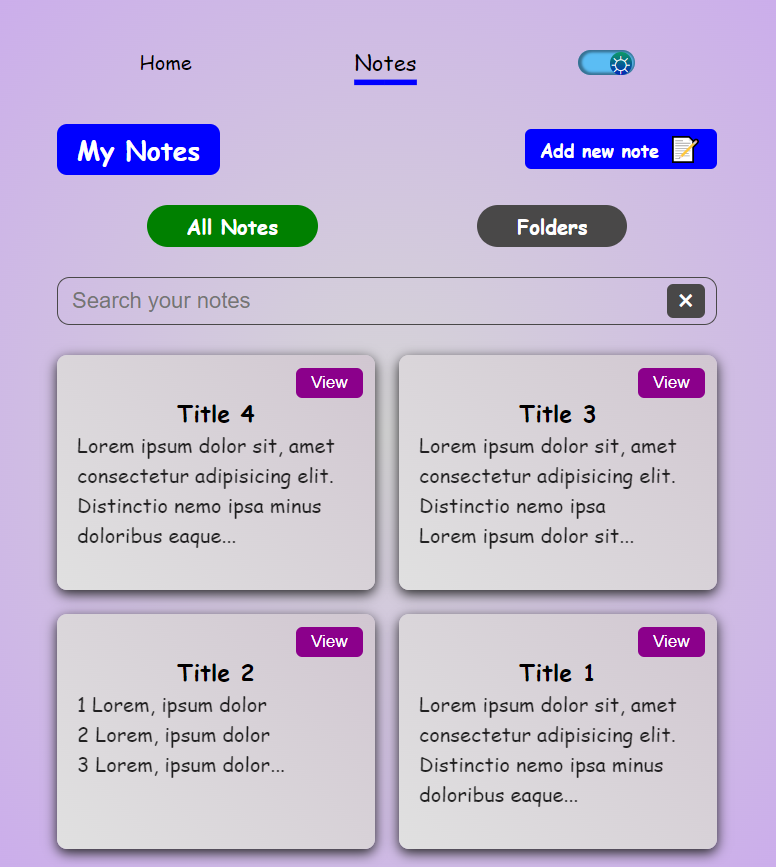 Home
Notes
My Notes
Add new note
All Notes
Folders
Search your notes
View
Title 4
Lorem ipsum dolor sit, amet
consectetur adipisicing elit.
Distinctio nemo ipsa minus
doloribus eaque...
View
Title 3
Lorem ipsum dolor sit, amet
consectetur adipisicing elit.
Distinctio nemo ipsa
Lorem ipsum dolor sit...
View
Title 2
1 Lorem, ipsum dolor
2 Lorem, ipsum dolor
3 Lorem, ipsum dolor...
View
Title 1
Lorem ipsum dolor sit, amet
consectetur adipisicing elit.
Distinctio nemo ipsa minus
doloribus eaque...